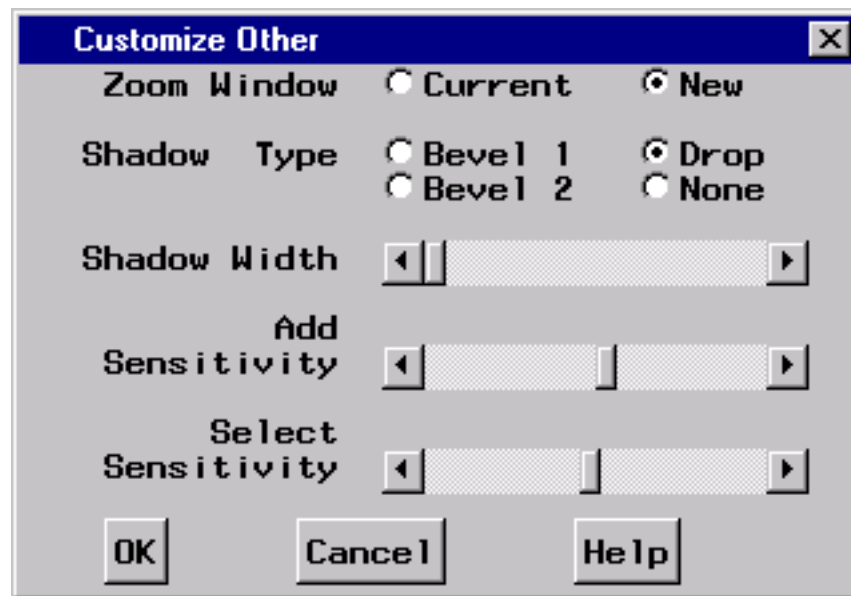 Customize Other
Zoom Window Current New
Shadow Type Bevel 1 Drop
Bevel 2 None
Shadow Width
Add
Sensitivity
Select
Sensitivity
OK Cancel Help